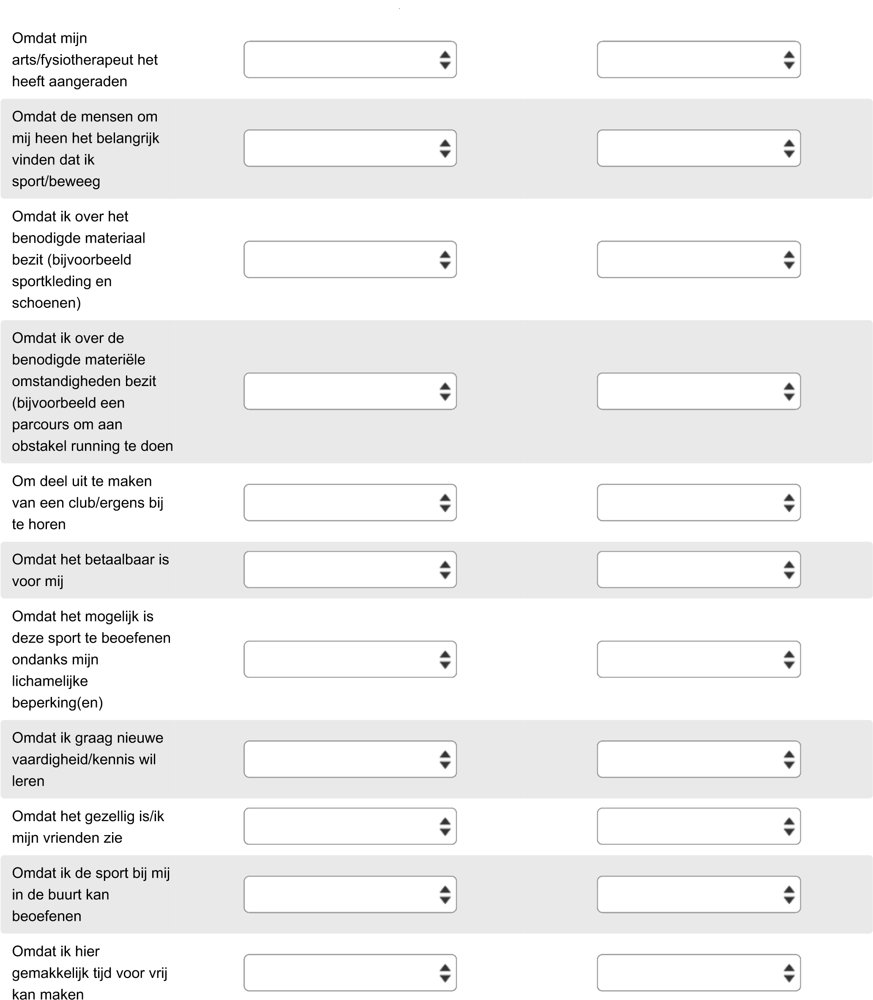 Omdat mijn
arts/fysiotherapeut het
heeft aangeraden
Omdat de mensen om
mij heen het belangrijk
vinden dat ik
sport/beweeg
Omdat ik over het
benodigde materiaal
bezit (bijvoorbeeld
sportkleding en
schoenen)
Omdat ik over de
benodigde materiële
omstandigheden bezit
(bijvoorbeeld een
parcours om aan
obstakel running te doen
Om deel uit te maken
van een club/ergens bij
te horen
Omdat het betaalbaar is
voor mij
Omdat het mogelijk is
deze sport te beoefenen
ondanks mijn
lichamelijke
beperking(en)
Omdat ik graag nieuwe
vaardigheid/kennis wil
leren
Omdat het gezellig is/ik
mijn vrienden zie
Omdat ik de sport bij mij
in de buurt kan
beoefenen
Omdat ik hier
gemakkelijk tijd voor vrij
kan maken